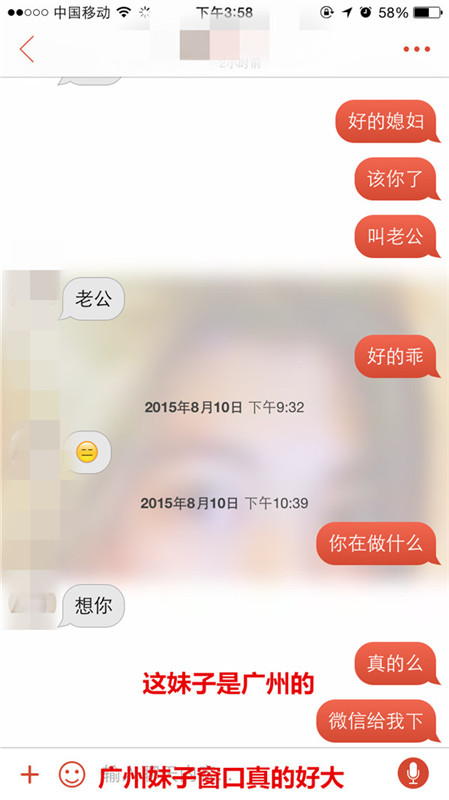 中国移动
下午3:58
58%
2小时前
好的媳妇
该你了
叫老公
老公
好的乖
2015年8月10日 下午9:32
2015年8月10日 下午10:39
你在做什么
想你
真的么
这妹子是广州的
微信给我下
广州妹子窗口真的好大